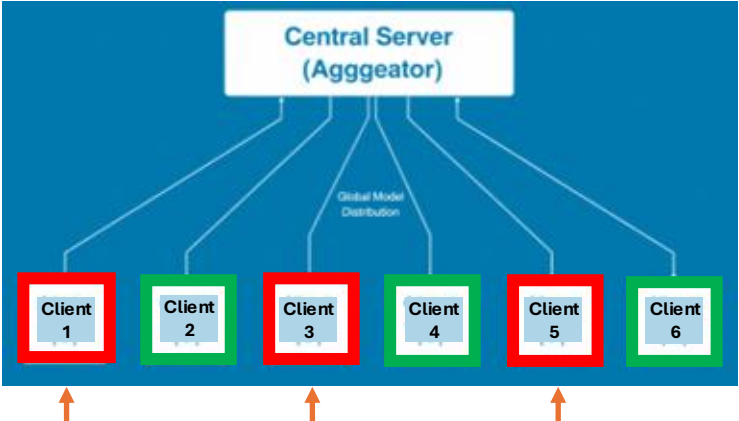 Central Server
(Agggeator)
Global Model
Distribution
Client
1
Client
2
Client
3
Client
4
Client
5
Client
6